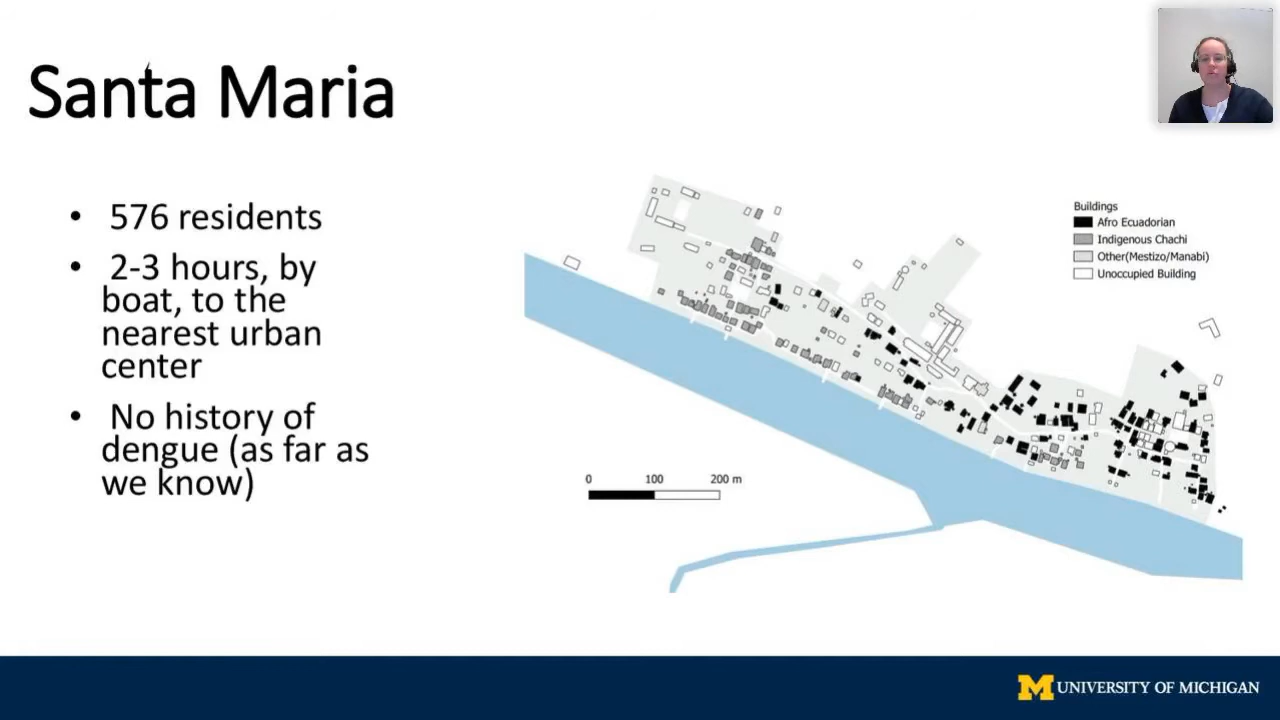 Santa Maria
• 576 residents
• 2-3 hours, by
boat, to the
nearest urban
center
• No history of
dengue (as far as
we know)
Buildings
Afro Ecuadorian
Indigenous Chachi
Other(Mestizo/Manabi)
Unoccupied Building
0 100 200 m
M UNIVERSITY OF MICHIGAN